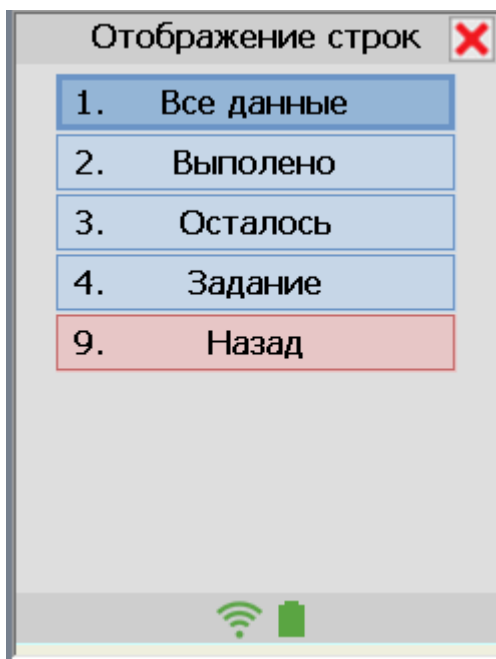 Отображение строк
1. Все данные
2. Выполено
3. Осталось
4. Задание
9. Назад